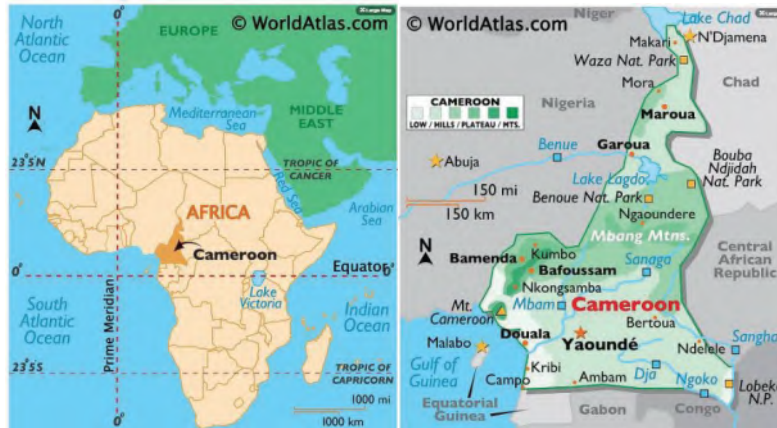 © WorldAtlas.com
North
Atlantic
Ocean
EUROPE
N
Mediterranean
Sea
MIDDLE
EAST
23°5'N
TROPIC OF
CANCER
Red Sea
AFRICA
Arabian
Sea
Cameroon
Equator
0°
0°
South
Atlantic
Ocean
Prime Meridian
Lake
Victoria
Indian
Ocean
23°5'S
TROPIC OF
CAPRICORN
0°
1000 mi
1000 km
© WorldAtlas.com
Niger
Lake Chad
Makari
N'Djamena
Waza Nat. Park
Mora
Chad
Nigeria
CAMEROON
LOW / HILLS / PLATEAU / MTS.
Maroua
Garoua
Benue
Abuja
Bouba
Ndjidah
Nat. Park
Lake Lagdo
150 mi
150 km
Benoue Nat. Park
Ngaoundere
Mbang Mtns.
N
Kumbo
Bamenda
Bafoussam
Central
African
Republic
Sanaga
Nkongsamba
Mbam
Cameroon
Mt.
Cameroon
Bertoua
Douala
Yaoundé
Malabo
Sangha
Ndelele
Gulf of
Guinea
Kribi
Dja
Campo
Ambam
Ngoko
Lobeke
N.P.
Equatorial
Guinea
Gabon
Congo